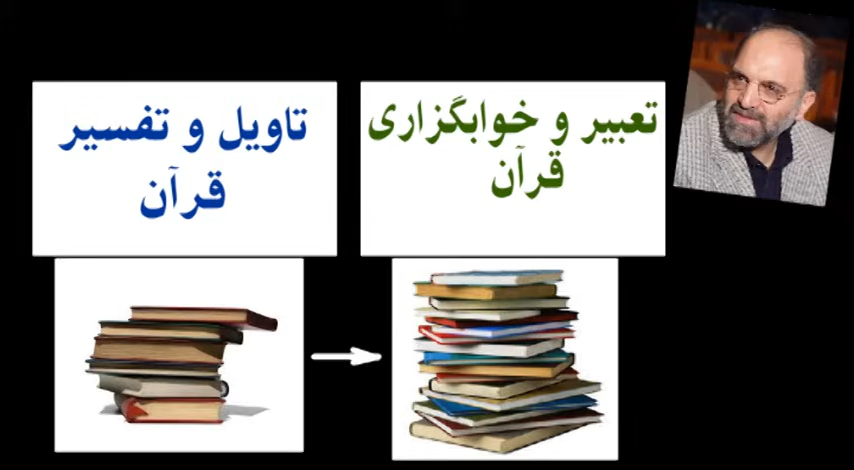 تعبیر و خوابگزاری
قرآن
تاویل و تفسیر
قرآن